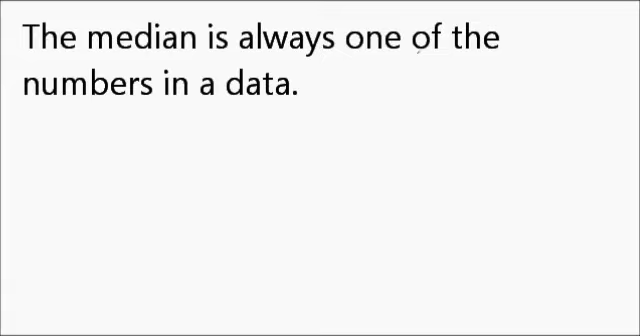 The median is always one of the
numbers in a data.